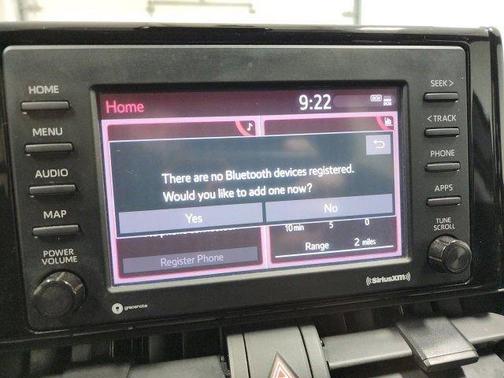 HOME
MENU
AUDIO
MAP
POWER
VOLUME
Home
9:22
There are no Bluetooth devices registered.
Would you like to add one now?
Yes
No
10 min 5 0
Range 2 miles
Register Phone
gracenote
((SiriusXM))
SEEK >
< TRACK
PHONE
APPS
TUNE
SCROLL